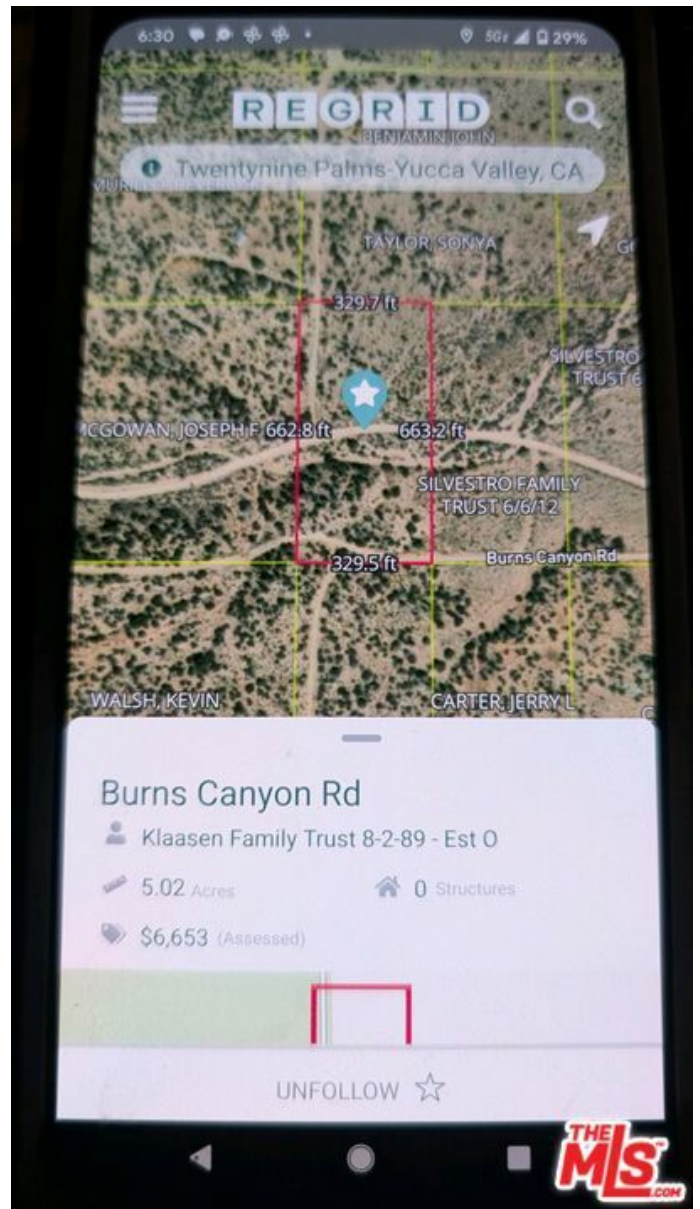 6:30
5G
29%
REGRID
BENJAMIN JOHN
Twentynine Palms-Yucca Valley, CA
TAYLOR, SONYA
329.7 ft
SILVESTRO
TRUST 6
MCGOWAN, JOSEPH F 662.8 ft
663.2 ft
SILVESTRO FAMILY
TRUST 6/6/12
329.5 ft
Burns Canyon Rd
WALSH, KEVIN
CARTER, JERRY L
Burns Canyon Rd
Klaasen Family Trust 8-2-89 - Est O
5.02 Acres
0 Structures
$6,653 (Assessed)
UNFOLLOW
THE
MLS
.COM